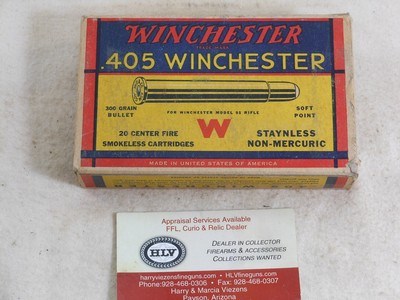 WINCHESTER
TRADE MARK
.405 WINCHESTER
300 GRAIN
BULLET
FOR WINCHESTER MODEL 95 RIFLE
SOFT
POINT
20 CENTER FIRE
SMOKELESS CARTRIDGES
W
STAYNLESS
NON-MERCURIC
MADE IN UNITED STATES OF AMERICA
Appraisal Services Available
FFL, Curio & Relic Dealer
HLV
DEALER IN COLLECTOR
FIREARMS & ACCESSORIES
COLLECTIONS WANTED
harryviezensfineguns.com • HLVfineguns.com
Phone:928-468-0306 • Fax: 928-468-0307
Harry & Marcia Viezens
Payson, Arizona